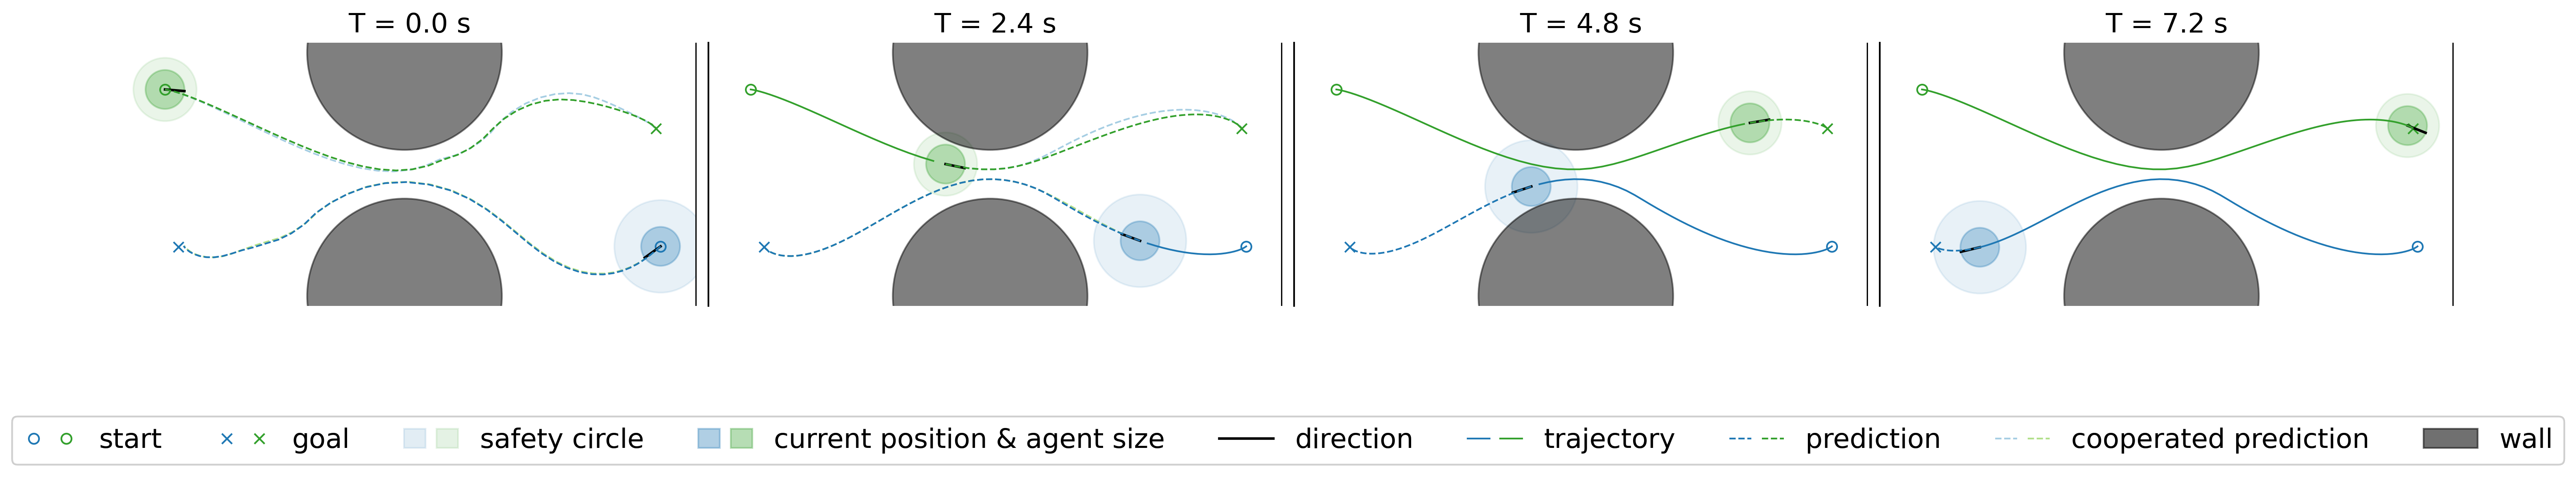 T = 0.0 s
T = 2.4 s
T = 4.8 s
T = 7.2 s
start
goal
safety circle
current position & agent size
direction
trajectory
prediction
cooperated prediction
wall